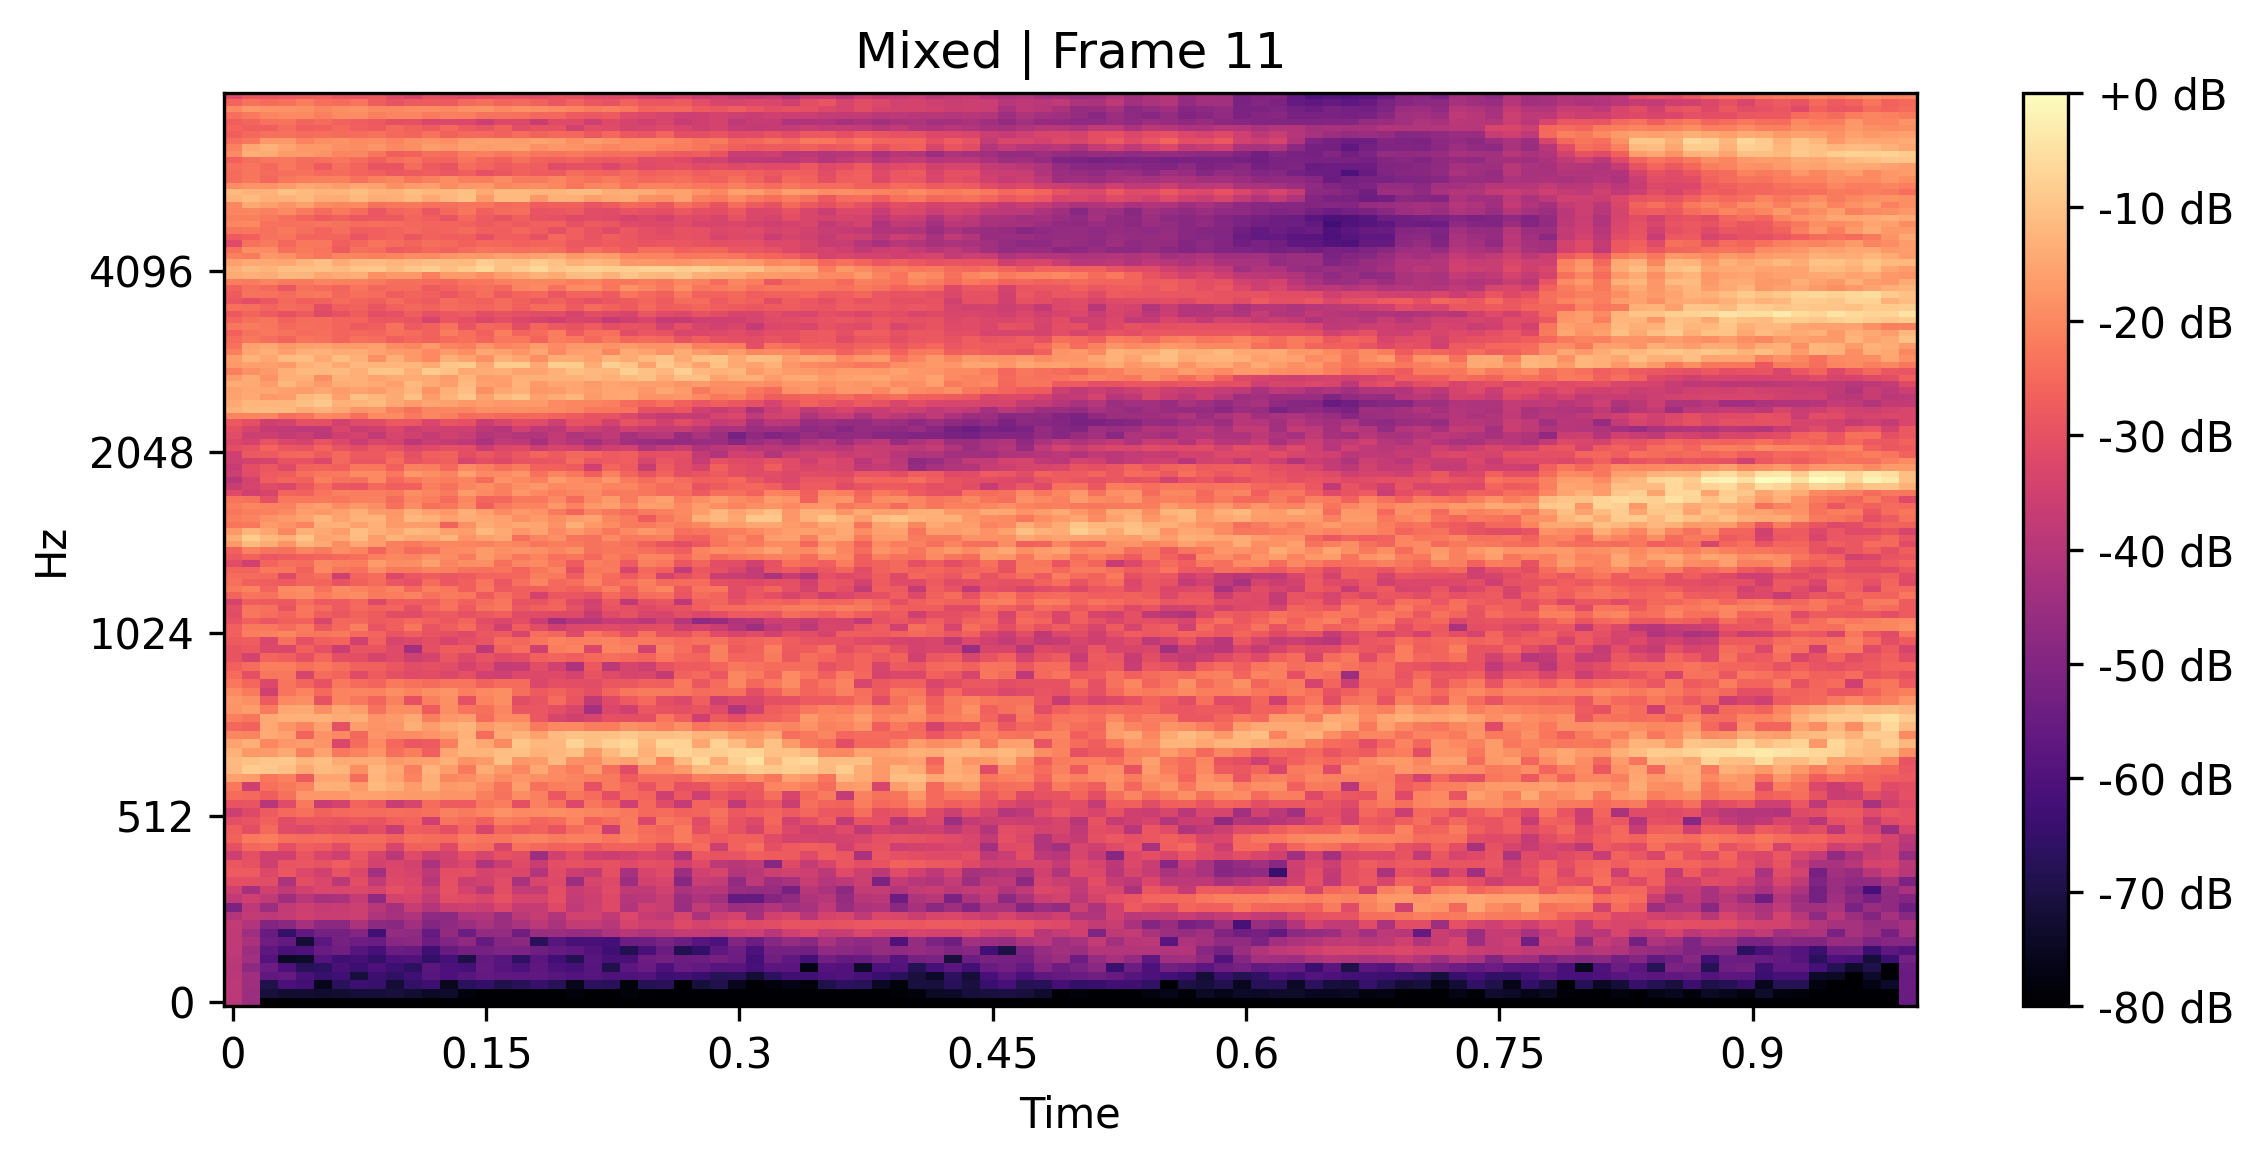 Mixed | Frame 11
+0 dB
-10 dB
-20 dB
-30 dB
-40 dB
-50 dB
-60 dB
-70 dB
-80 dB
Hz
4096
2048
1024
512
0
0 0.15 0.3 0.45 0.6 0.75 0.9
Time